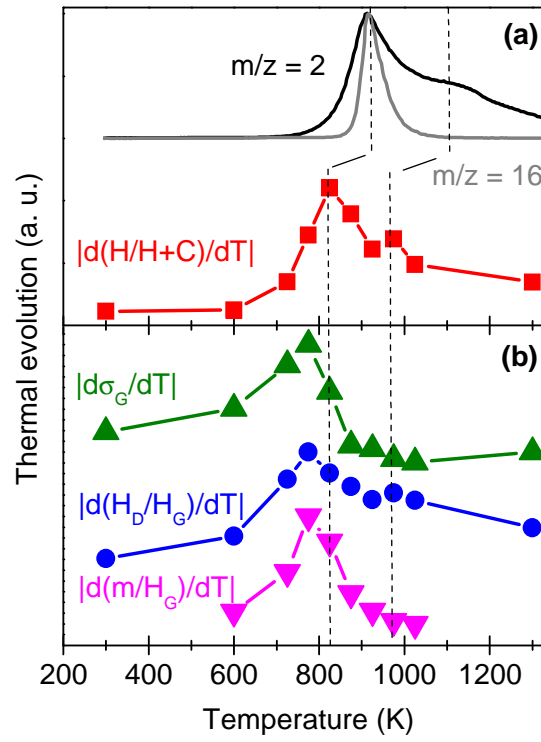 (a)
m/z = 2
m/z = 16
|d(H/H+C)/dT|
(b)
|dσ_G/dT|
|d(H_D/H_G)/dT|
|d(m/H_G)/dT|
Thermal evolution (a. u.)
200 400 600 800 1000 1200
Temperature (K)